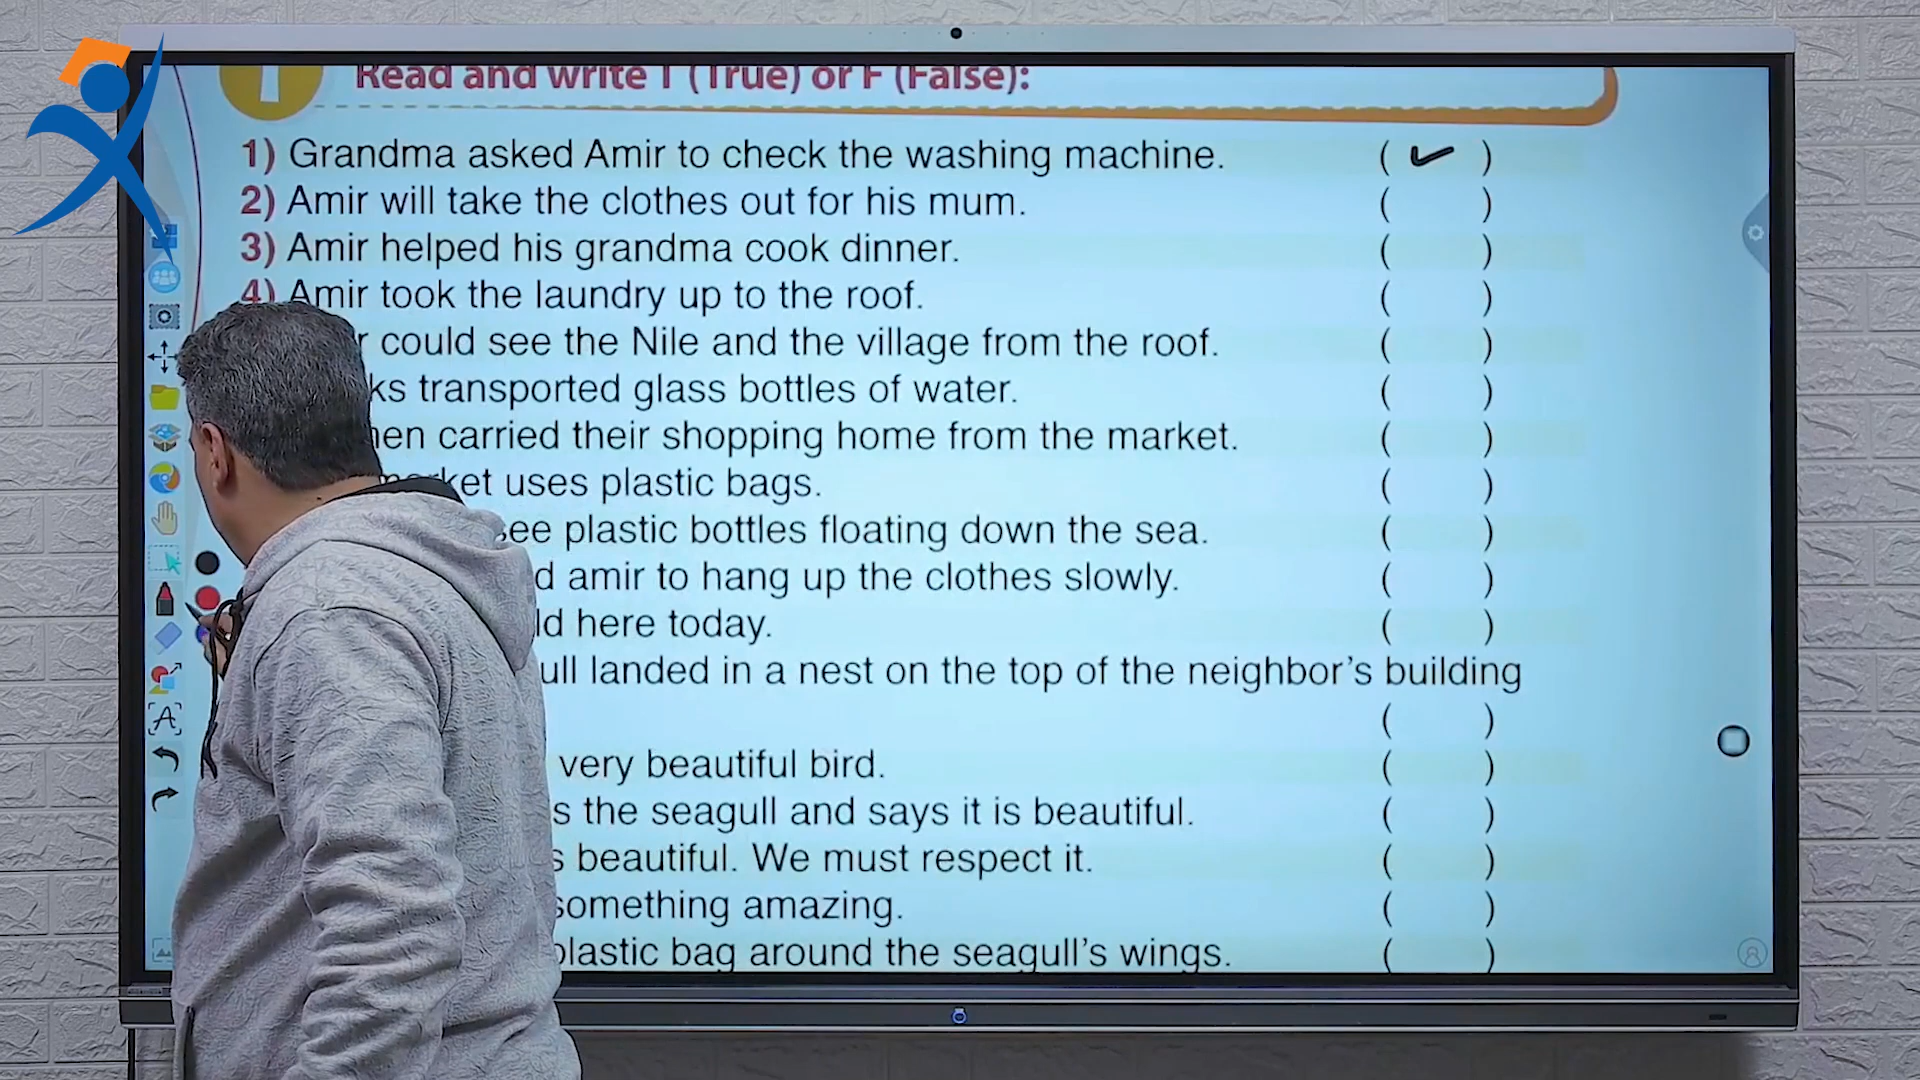 Read and write T (True) or F (False):
1) Grandma asked Amir to check the washing machine. ( ✓ )
2) Amir will take the clothes out for his mum. ( )
3) Amir helped his grandma cook dinner. ( )
4) Amir took the laundry up to the roof. ( )
could see the Nile and the village from the roof. ( )
transported glass bottles of water. ( )
carried their shopping home from the market. ( )
uses plastic bags. ( )
see plastic bottles floating down the sea. ( )
amir to hang up the clothes slowly. ( )
here today. ( )
landed in a nest on the top of the neighbor's building
( )
very beautiful bird. ( )
the seagull and says it is beautiful. ( )
beautiful. We must respect it. ( )
something amazing. ( )
plastic bag around the seagull's wings. ( )